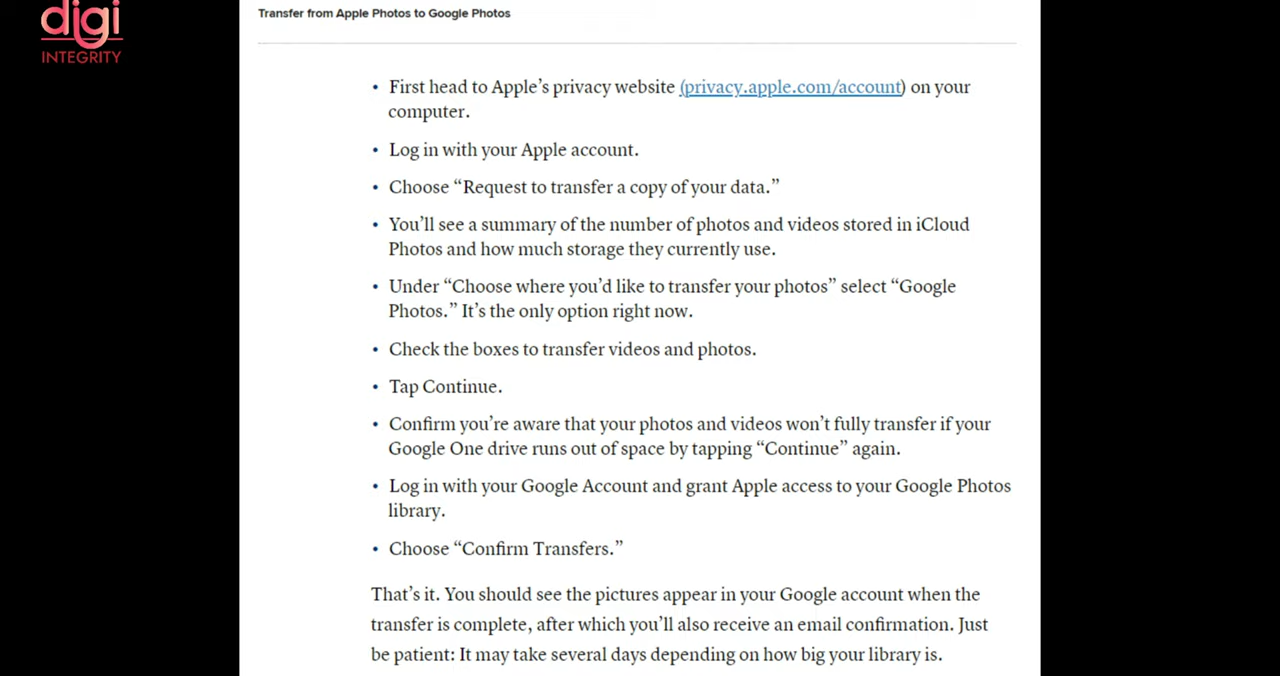 digi
INTEGRITY
Transfer from Apple Photos to Google Photos
• First head to Apple’s privacy website (privacy.apple.com/account) on your
computer.
• Log in with your Apple account.
• Choose “Request to transfer a copy of your data.”
• You’ll see a summary of the number of photos and videos stored in iCloud
Photos and how much storage they currently use.
• Under “Choose where you’d like to transfer your photos” select “Google
Photos.” It’s the only option right now.
• Check the boxes to transfer videos and photos.
• Tap Continue.
• Confirm you’re aware that your photos and videos won’t fully transfer if your
Google One drive runs out of space by tapping “Continue” again.
• Log in with your Google Account and grant Apple access to your Google Photos
library.
• Choose “Confirm Transfers.”
That’s it. You should see the pictures appear in your Google account when the
transfer is complete, after which you’ll also receive an email confirmation. Just
be patient: It may take several days depending on how big your library is.